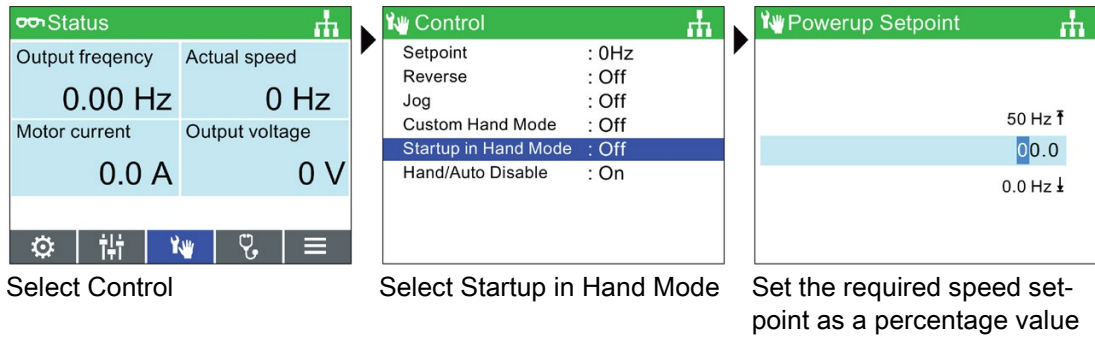 Status
Output freqency Actual speed
0.00 Hz 0 Hz
Motor current Output voltage
0.0 A 0 V
Select Control
Control
Setpoint : 0Hz
Reverse : Off
Jog : Off
Custom Hand Mode : Off
Startup in Hand Mode : Off
Hand/Auto Disable : On
Select Startup in Hand Mode
Powerup Setpoint
50 Hz
00.0
0.0 Hz
Set the required speed set-
point as a percentage value